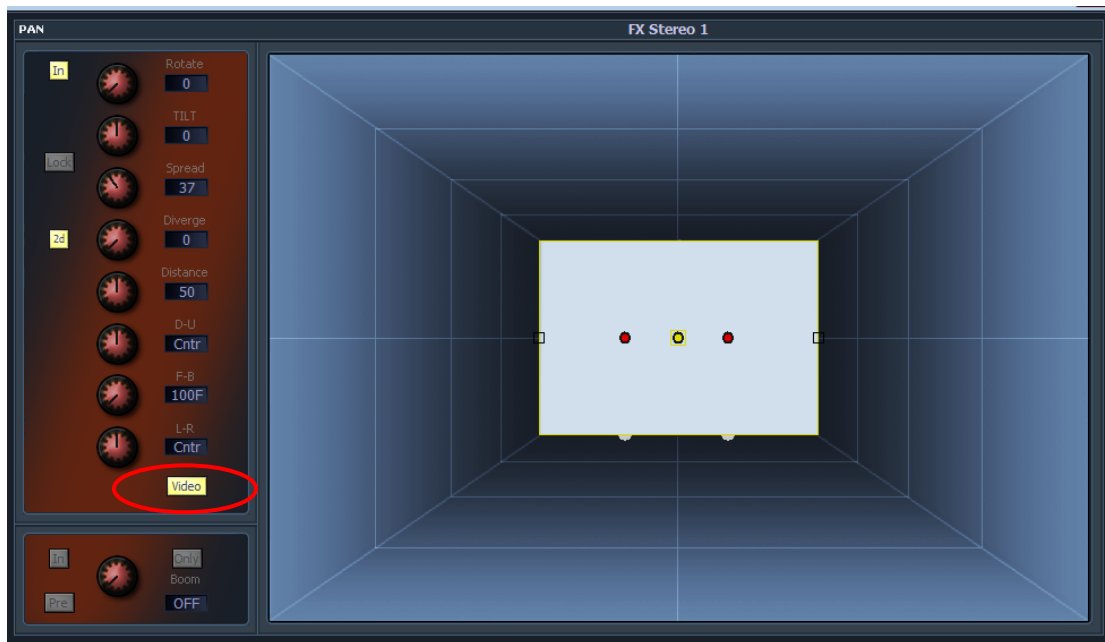 PAN
FX Stereo 1
In
Rotate
0
TILT
0
Lock
Spread
37
Diverge
2d
0
Distance
50
D-U
Cntr
F-B
100F
L-R
Cntr
Video
In
Only
Boom
Pre
OFF